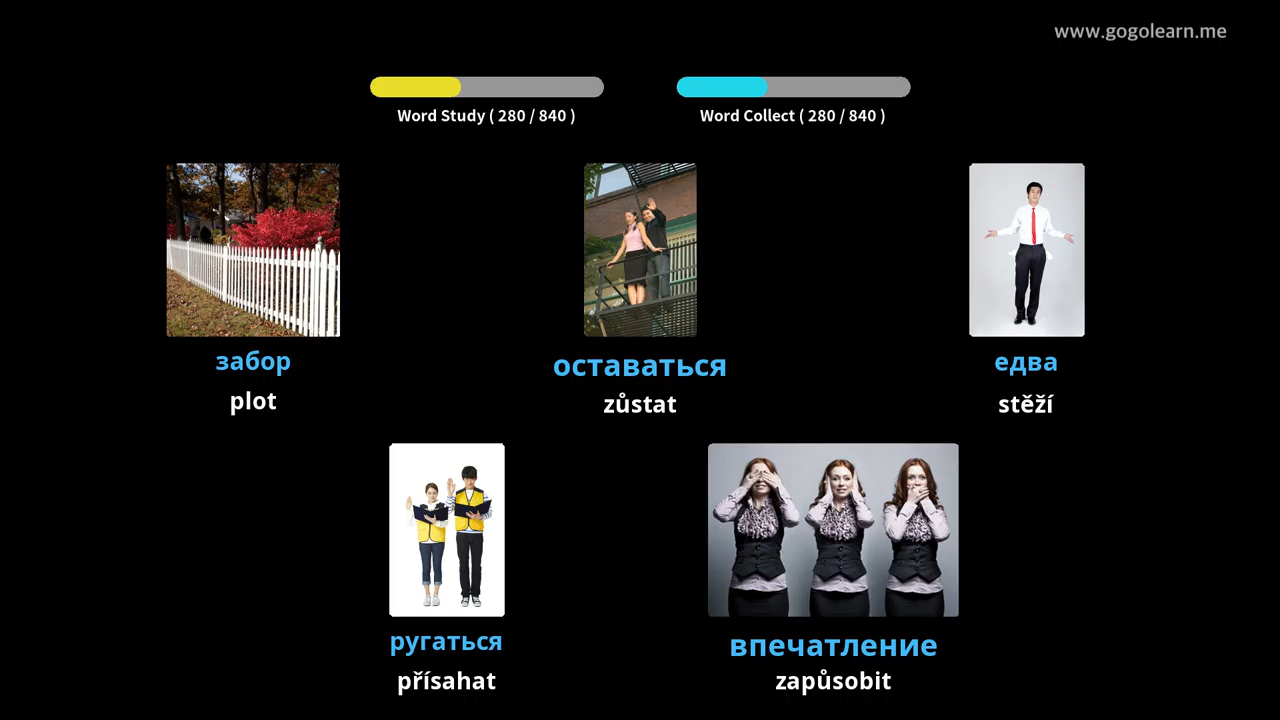 www.gogolearn.me
Word Study ( 280 / 840 )
Word Collect ( 280 / 840 )
забор
plot
оставаться
zůstat
едва
stěží
ругаться
přísahat
впечатление
zapůsobit